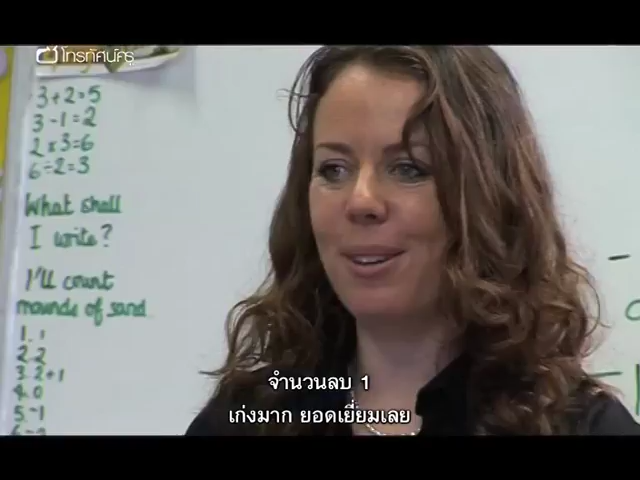 โทรทัศน์ครู
3+2=5
3-1=2
2x3=6
6÷2=3
What shall
I write?
I'll count
mounds of sand
1. 1
2. 2
3. 2+1
4. 0
5. -1
จำนวนลบ 1
เก่งมาก ยอดเยี่ยมเลย